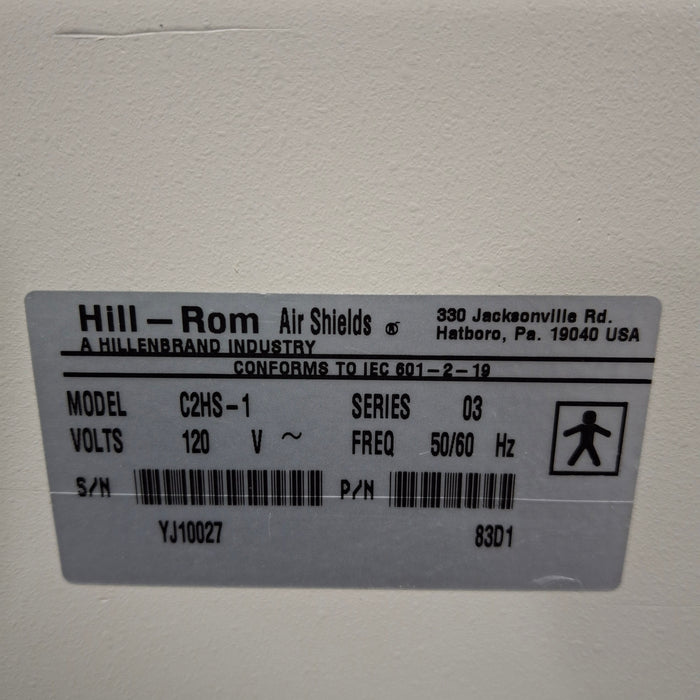 Hill-Rom Air Shields ®
330 Jacksonville Rd.
Hatboro, Pa. 19040 USA
A HILLENBRAND INDUSTRY
CONFORMS TO IEC 601-2-19
MODEL C2HS-1 SERIES 03
VOLTS 120 V ~ FREQ 50/60 Hz
S/N P/N
YJ10027 83D1